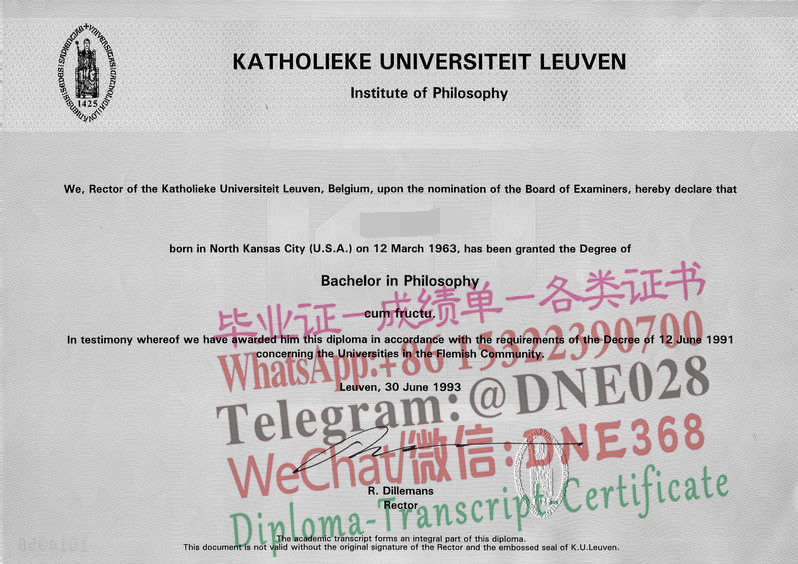 KATHOLIEKE UNIVERSITEIT LEUVEN
Institute of Philosophy
1425
We, Rector of the Katholieke Universiteit Leuven, Belgium, upon the nomination of the Board of Examiners, hereby declare that
born in North Kansas City (U.S.A.) on 12 March 1963, has been granted the Degree of
Bachelor in Philosophy
毕业证—成绩单—各类证书
cum fructu.
In testimony whereof we have awarded him this diploma in accordance with the requirements of the Decree of 12 June 1991
concerning the Universities in the Flemish Community.
WhatsApp:+86 15322390700
Leuven, 30 June 1993
Telegram:@DNE028
WeChat/微信:DNE368
R. Dillemans
Rector
Diploma-Transcript-Certificate
The academic transcript forms an integral part of this diploma.
This document is not valid without the original signature of the Rector and the embossed seal of K.U.Leuven.